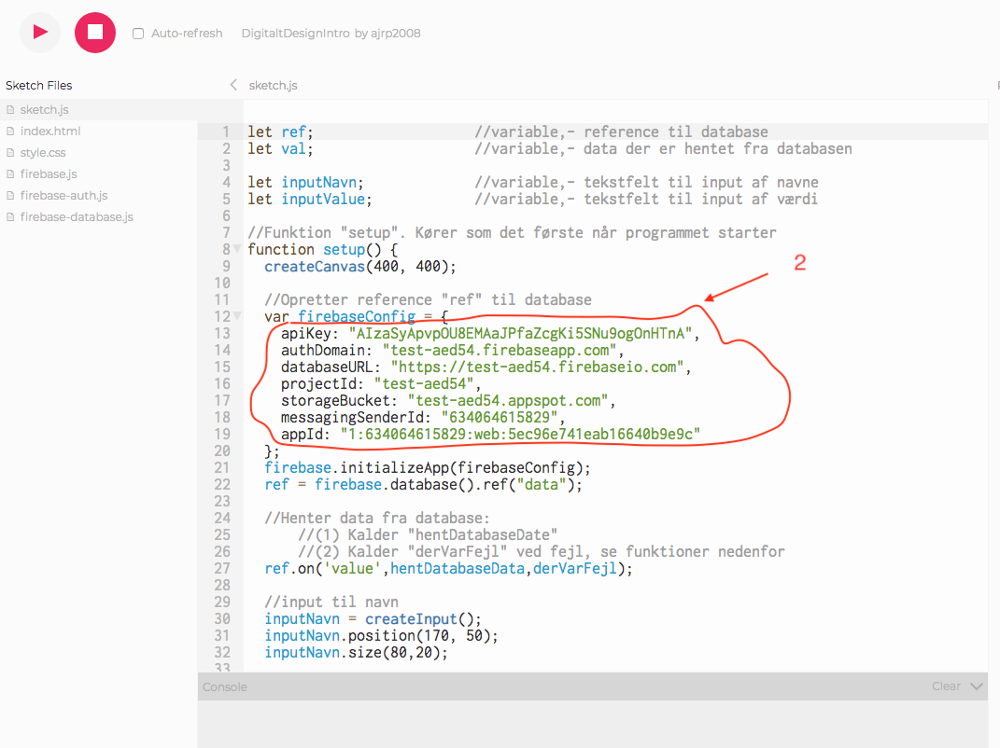 Auto-refresh DigitaltDesignIntro by ajrp2008
Sketch Files
sketch.js
index.html
style.css
firebase.js
firebase-auth.js
firebase-database.js
sketch.js
1 let ref; //variable,- reference til database
2 let val; //variable,- data der er hentet fra databasen
3
4 let inputNavn; //variable,- tekstfelt til input af navne
5 let inputValue; //variable,- tekstfelt til input af værdi
6
7 //Funktion "setup". Kører som det første når programmet starter
8 function setup() {
9 createCanvas(400, 400);
10
11 //Opretter reference "ref" til database
12 var firebaseConfig = {
13 apiKey: "AIzaSyApvpOU8EMAaJPfaZcgKi5SNu9ogOnHTnA",
14 authDomain: "test-aed54.firebaseapp.com",
15 databaseURL: "https://test-aed54.firebaseio.com",
16 projectId: "test-aed54",
17 storageBucket: "test-aed54.appspot.com",
18 messagingSenderId: "634064615829",
19 appId: "1:634064615829:web:5ec96e741eab16640b9e9c"
20 };
21 firebase.initializeApp(firebaseConfig);
22 ref = firebase.database().ref("data");
23
24 //Henter data fra database:
25 //(1) Kalder "hentDatabaseDate"
26 //(2) Kalder "derVarFejl" ved fejl, se funktioner nedenfor
27 ref.on('value',hentDatabaseData,derVarFejl);
28
29 //input til navn
30 inputNavn = createInput();
31 inputNavn.position(170, 50);
32 inputNavn.size(80,20);
33
2
Console Clear